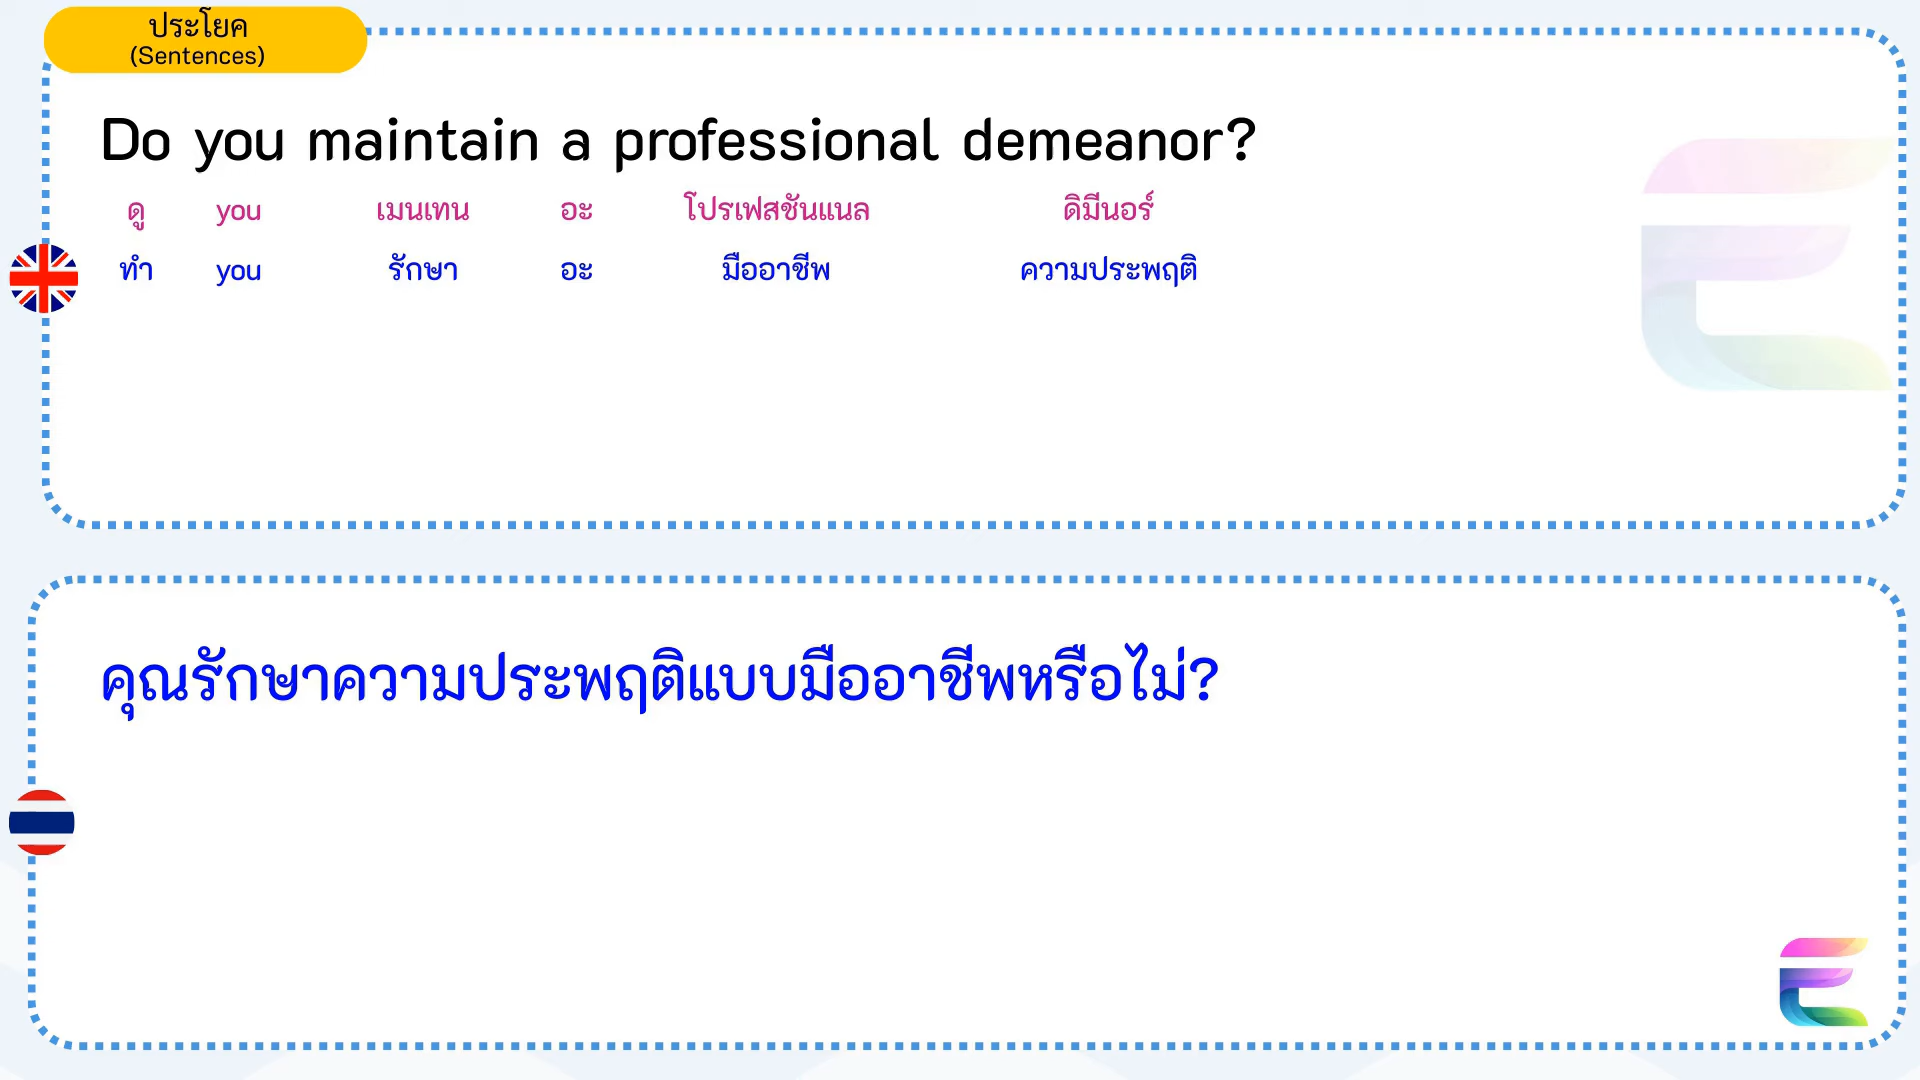 ประโยค
(Sentences)
Do you maintain a professional demeanor?
ดู you เมนเทน อะ โปรเฟสชันแนล ดิมีนอร์
ทำ you รักษา อะ มืออาชีพ ความประพฤติ
คุณรักษาความประพฤติแบบมืออาชีพหรือไม่?